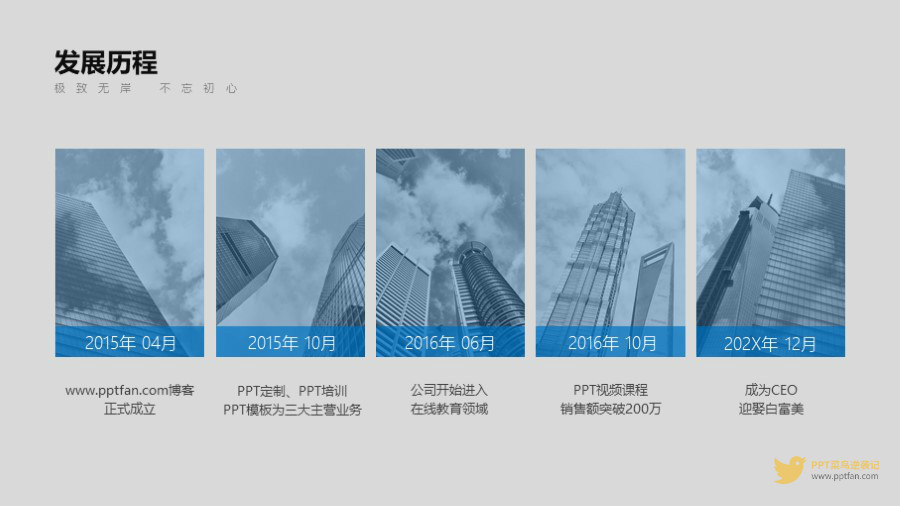 发展历程
极致无岸 不忘初心
2015年 04月
www.pptfan.com博客
正式成立
2015年 10月
PPT定制、PPT培训
PPT模板为三大主营业务
2016年 06月
公司开始进入
在线教育领域
2016年 10月
PPT视频课程
销售额突破200万
202X年 12月
成为CEO
迎娶白富美
PPT菜鸟逆袭记
www.pptfan.com